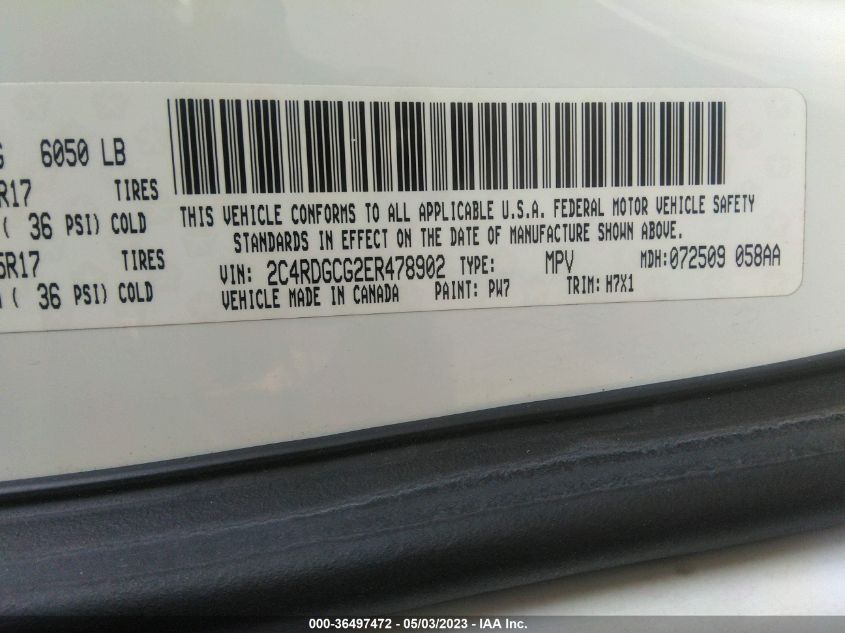 6050 LB
R17 TIRES
( 36 PSI) COLD
5R17 TIRES
( 36 PSI) COLD
THIS VEHICLE CONFORMS TO ALL APPLICABLE U.S.A. FEDERAL MOTOR VEHICLE SAFETY
STANDARDS IN EFFECT ON THE DATE OF MANUFACTURE SHOWN ABOVE.
VIN: 2C4RDGCG2ER478902 TYPE: MPV MDH: 072509 058AA
VEHICLE MADE IN CANADA PAINT: PW7 TRIM: H7X1
000-36497472 — 05/03/2023 — IAA Inc.